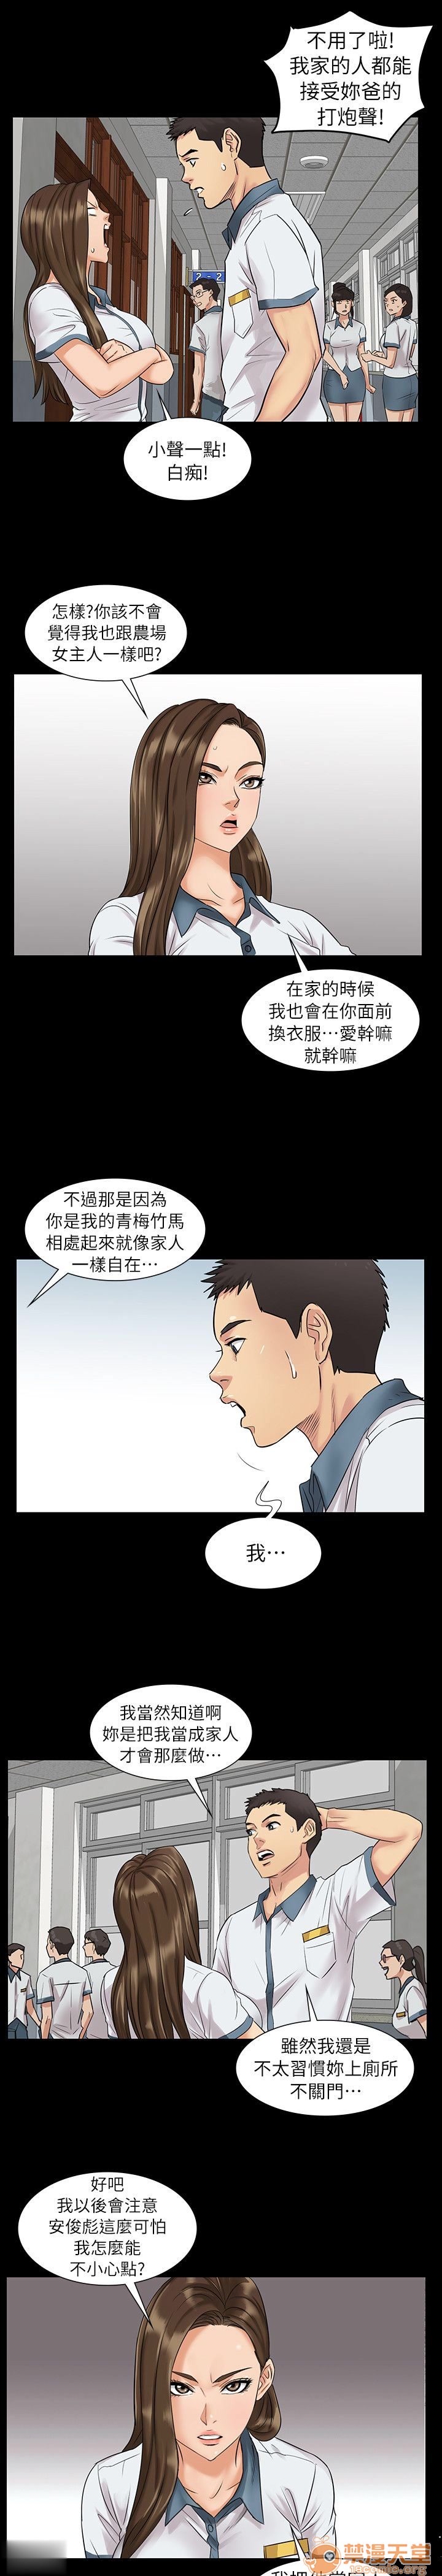 不用了啦!
我家的人都能
接受妳爸的
打炮聲!
2-2
小聲一點!
白痴!
怎樣?你該不會
覺得我也跟農場
女主人一樣吧?
在家的時候
我也會在你面前
換衣服⋯愛幹嘛
就幹嘛
不過那是因為
你是我的青梅竹馬
相處起來就像家人
一樣自在⋯
我⋯
我當然知道啊
妳是把我當成家人
才會那麼做⋯
雖然我還是
不太習慣妳上廁所
不關門⋯
好吧
我以後會注意
安俊彪這麼可怕
我怎麼能
不小心點?
禁漫天堂